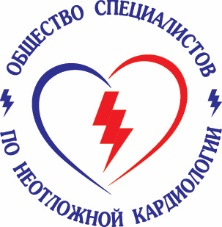 ОБЩЕСТВО СПЕЦИАЛИСТОВ
ПО НЕОТЛОЖНОЙ КАРДИОЛОГИИ